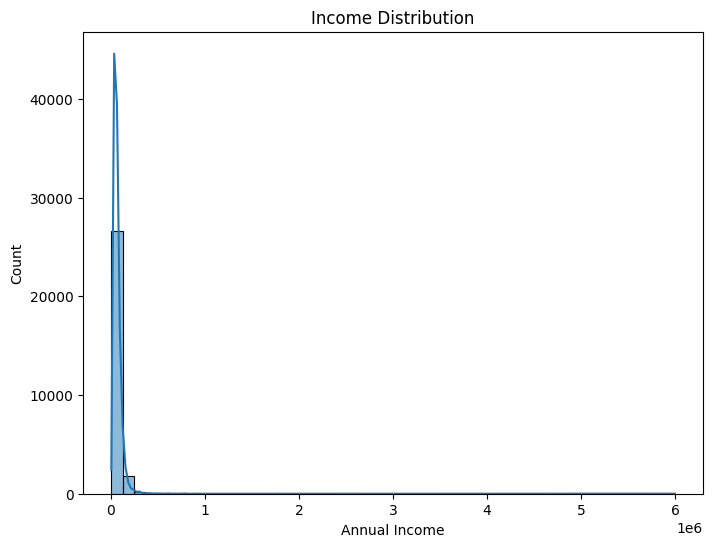 Income Distribution
Count
40000
30000
20000
10000
0
0 1 2 3 4 5 6
1e6
Annual Income